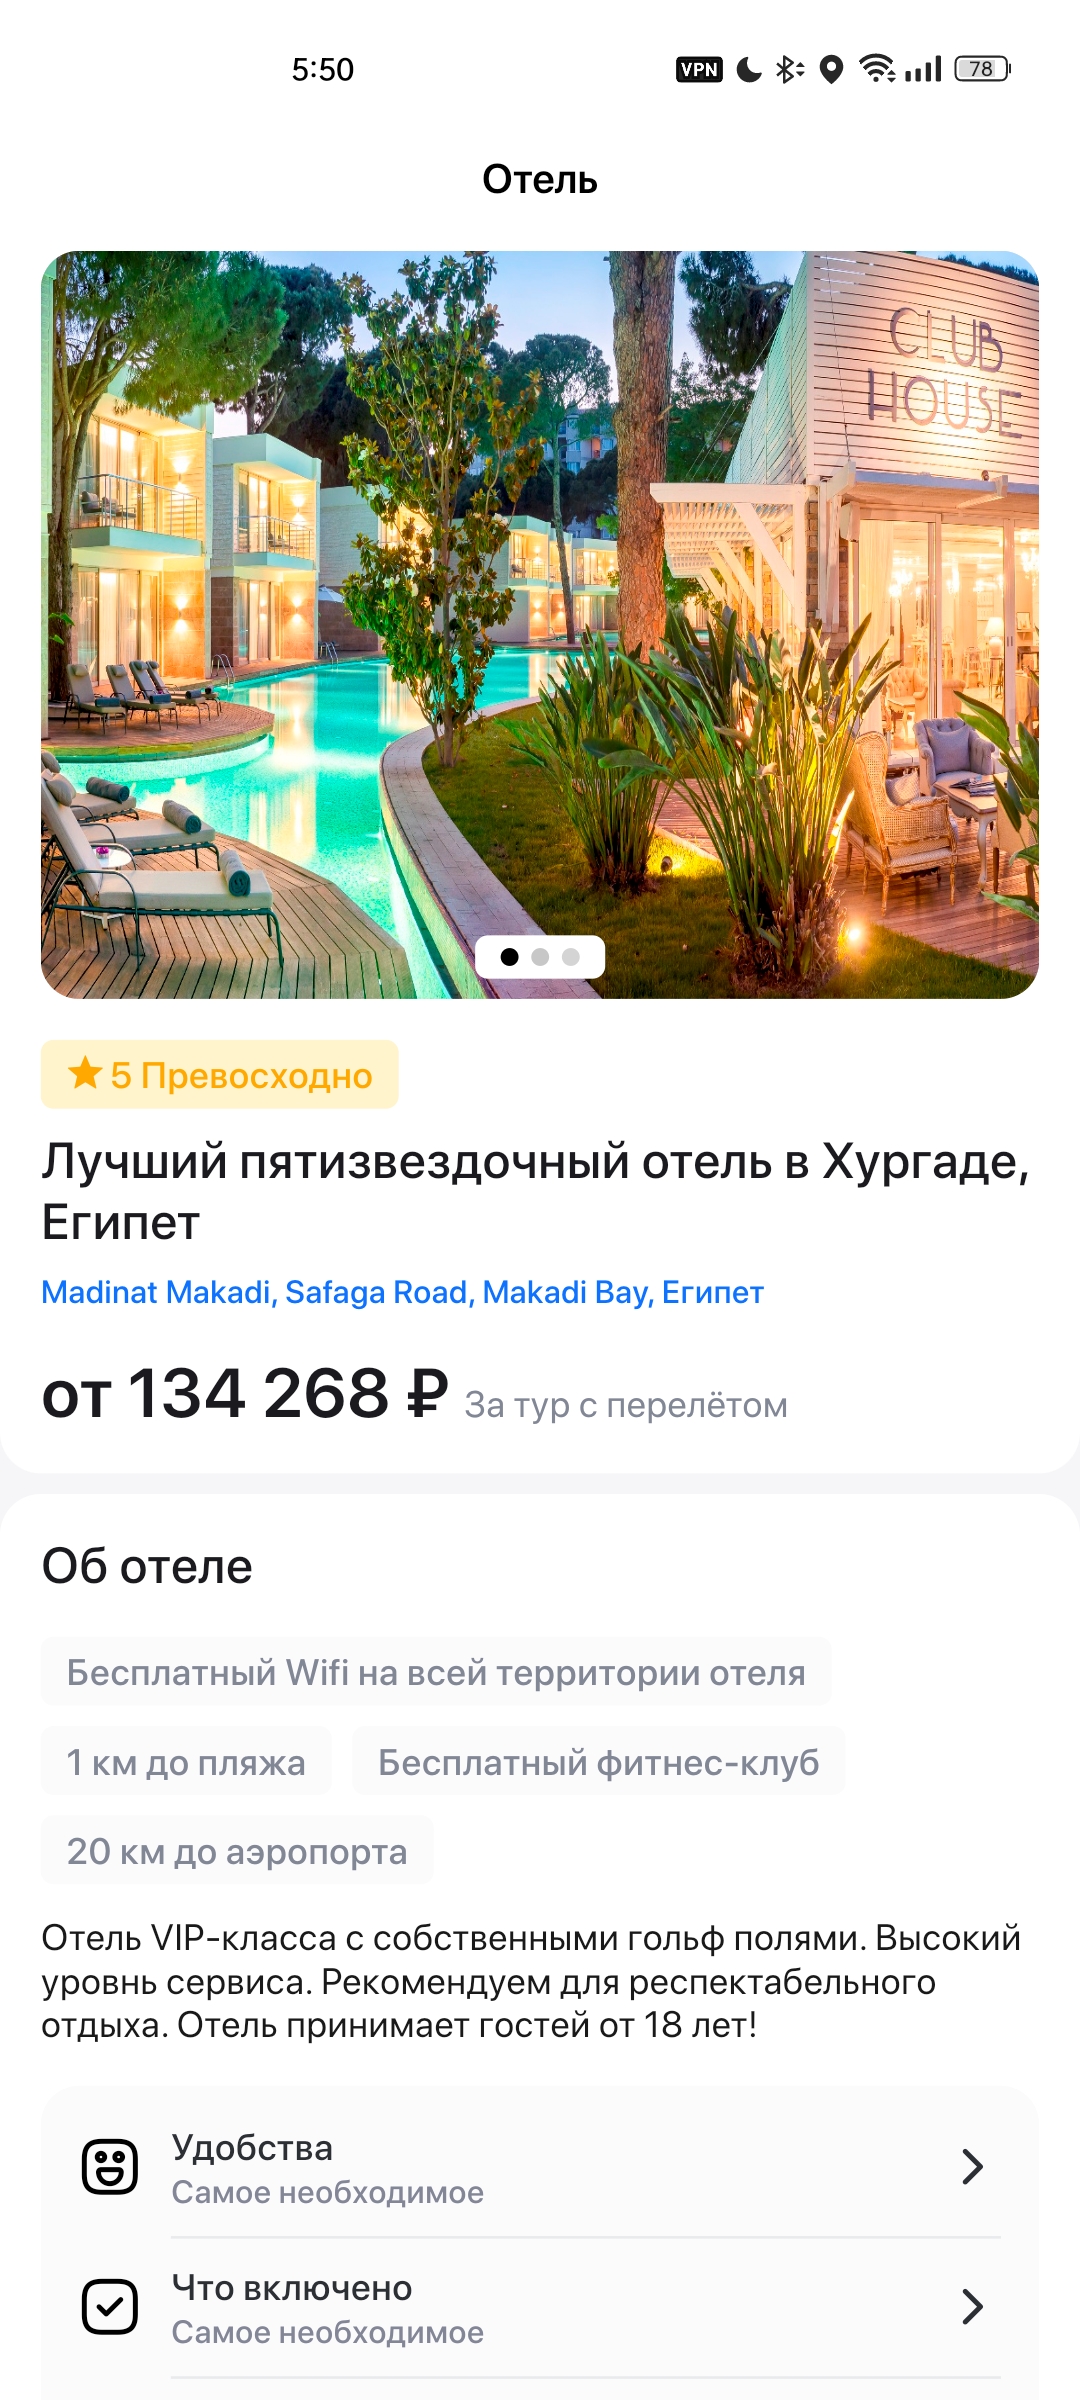 5:50
VPN
78
Отель
CLUB
HOUSE
5 Превосходно
Лучший пятизвездочный отель в Хургаде,
Египет
Madinat Makadi, Safaga Road, Makadi Bay, Египет
от 134 268 ₽ За тур с перелётом
Об отеле
Бесплатный Wifi на всей территории отеля
1 км до пляжа
Бесплатный фитнес-клуб
20 км до аэропорта
Отель VIP-класса с собственными гольф полями. Высокий
уровнь сервиса. Рекомендуем для респектабельного
отдыха. Отель принимает гостей от 18 лет!
Удобства
Самое необходимое
Что включено
Самое необходимое